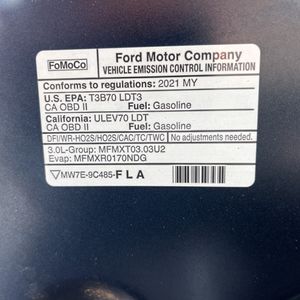 FoMoCo
Ford Motor Company
VEHICLE EMISSION CONTROL INFORMATION
Conforms to regulations: 2021 MY
U.S. EPA: T3B70 LDT3
CA OBD II Fuel: Gasoline
California: ULEV70 LDT
CA OBD II Fuel: Gasoline
DFI/WR-HO2S/HO2S/CAC/TC/TWC No adjustments needed.
3.0L-Group: MFMXT03.03U2
Evap: MFMXR0170NDG
MW7E-9C485-F L A